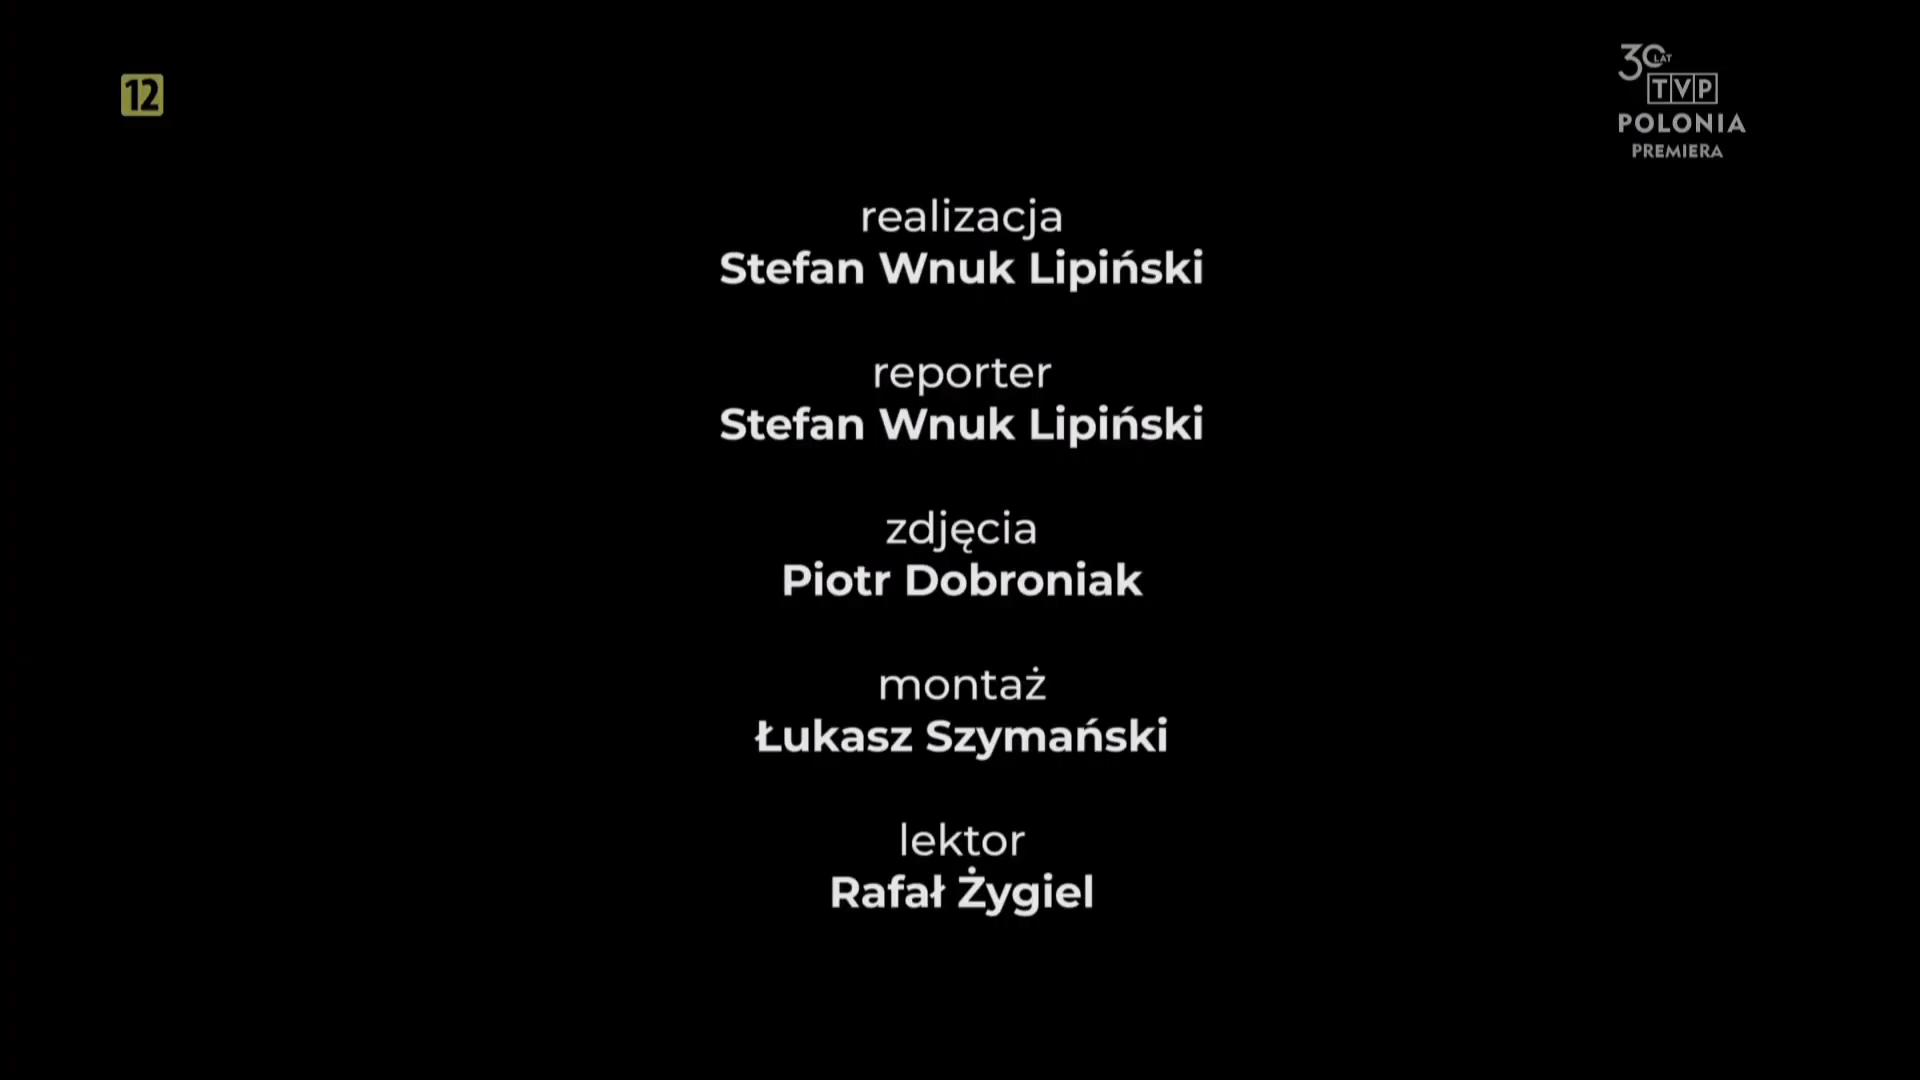 12
30 LAT
TVP
POLONIA
PREMIERA
realizacja
Stefan Wnuk Lipiński
reporter
Stefan Wnuk Lipiński
zdjęcia
Piotr Dobroniak
montaż
Łukasz Szymański
lektor
Rafał Żygiel